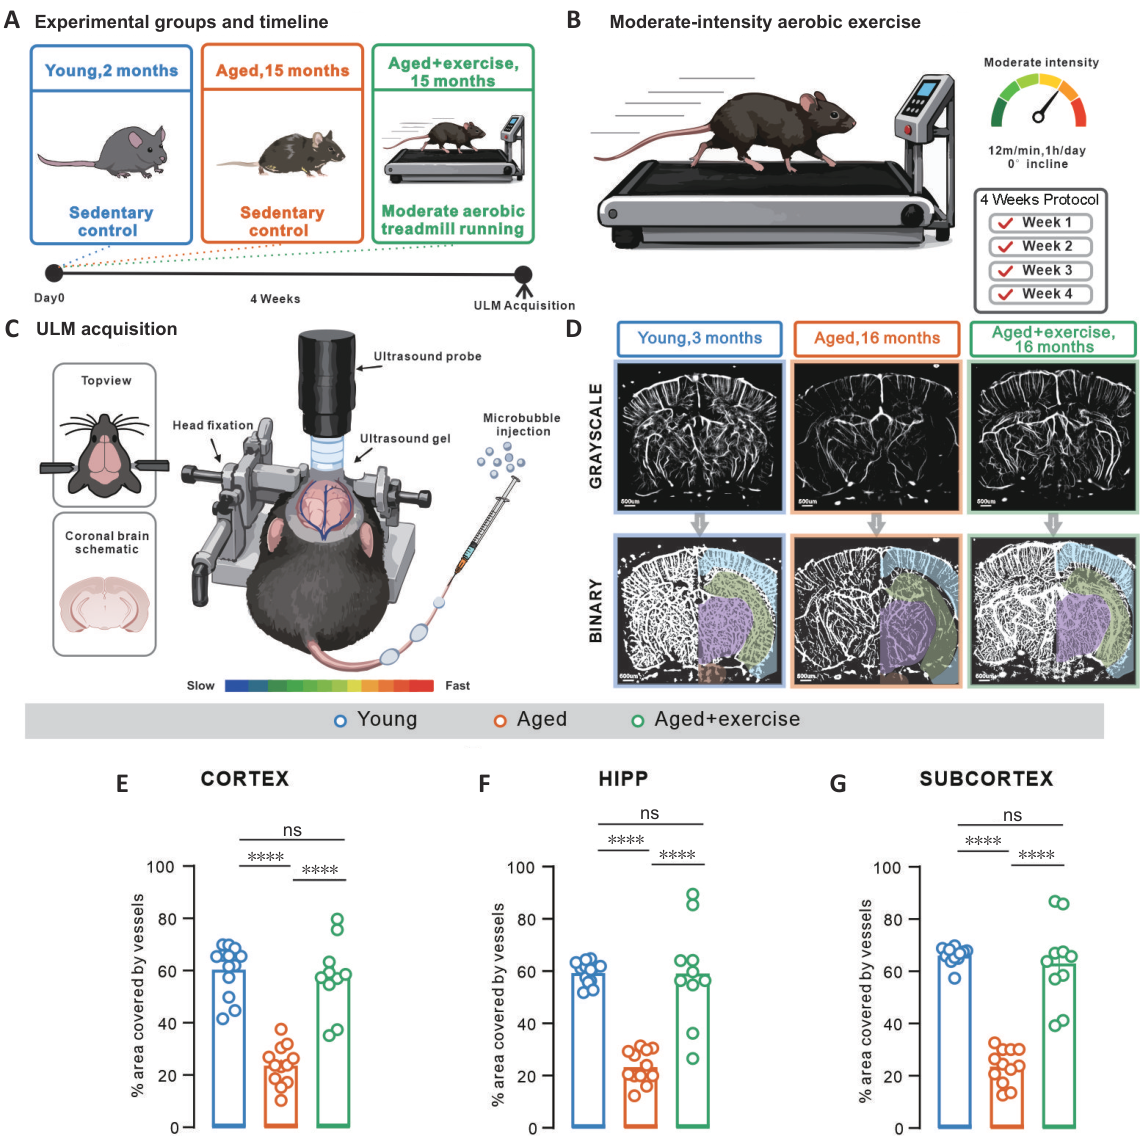 A Experimental groups and timeline
Young,2 months
Aged,15 months
Aged+exercise,
15 months
Sedentary
control
Sedentary
control
Moderate aerobic
treadmill running
Day0
4 Weeks
ULM Acquisition
B Moderate-intensity aerobic exercise
Moderate intensity
12m/min,1h/day
0° incline
4 Weeks Protocol
Week 1
Week 2
Week 3
Week 4
C ULM acquisition
Topview
Coronal brain
schematic
Head fixation
Ultrasound probe
Ultrasound gel
Microbubble
injection
Slow
Fast
D
Young,3 months
Aged,16 months
Aged+exercise,
16 months
GRAYSCALE
500um
500um
500um
BINARY
600um
500um
500um
Young
Aged
Aged+exercise
E CORTEX
ns
****
****
% area covered by vessels
100
80
60
40
20
0
F HIPP
ns
****
****
% area covered by vessels
100
80
60
40
20
0
G SUBCORTEX
ns
****
****
% area covered by vessels
100
80
60
40
20
0